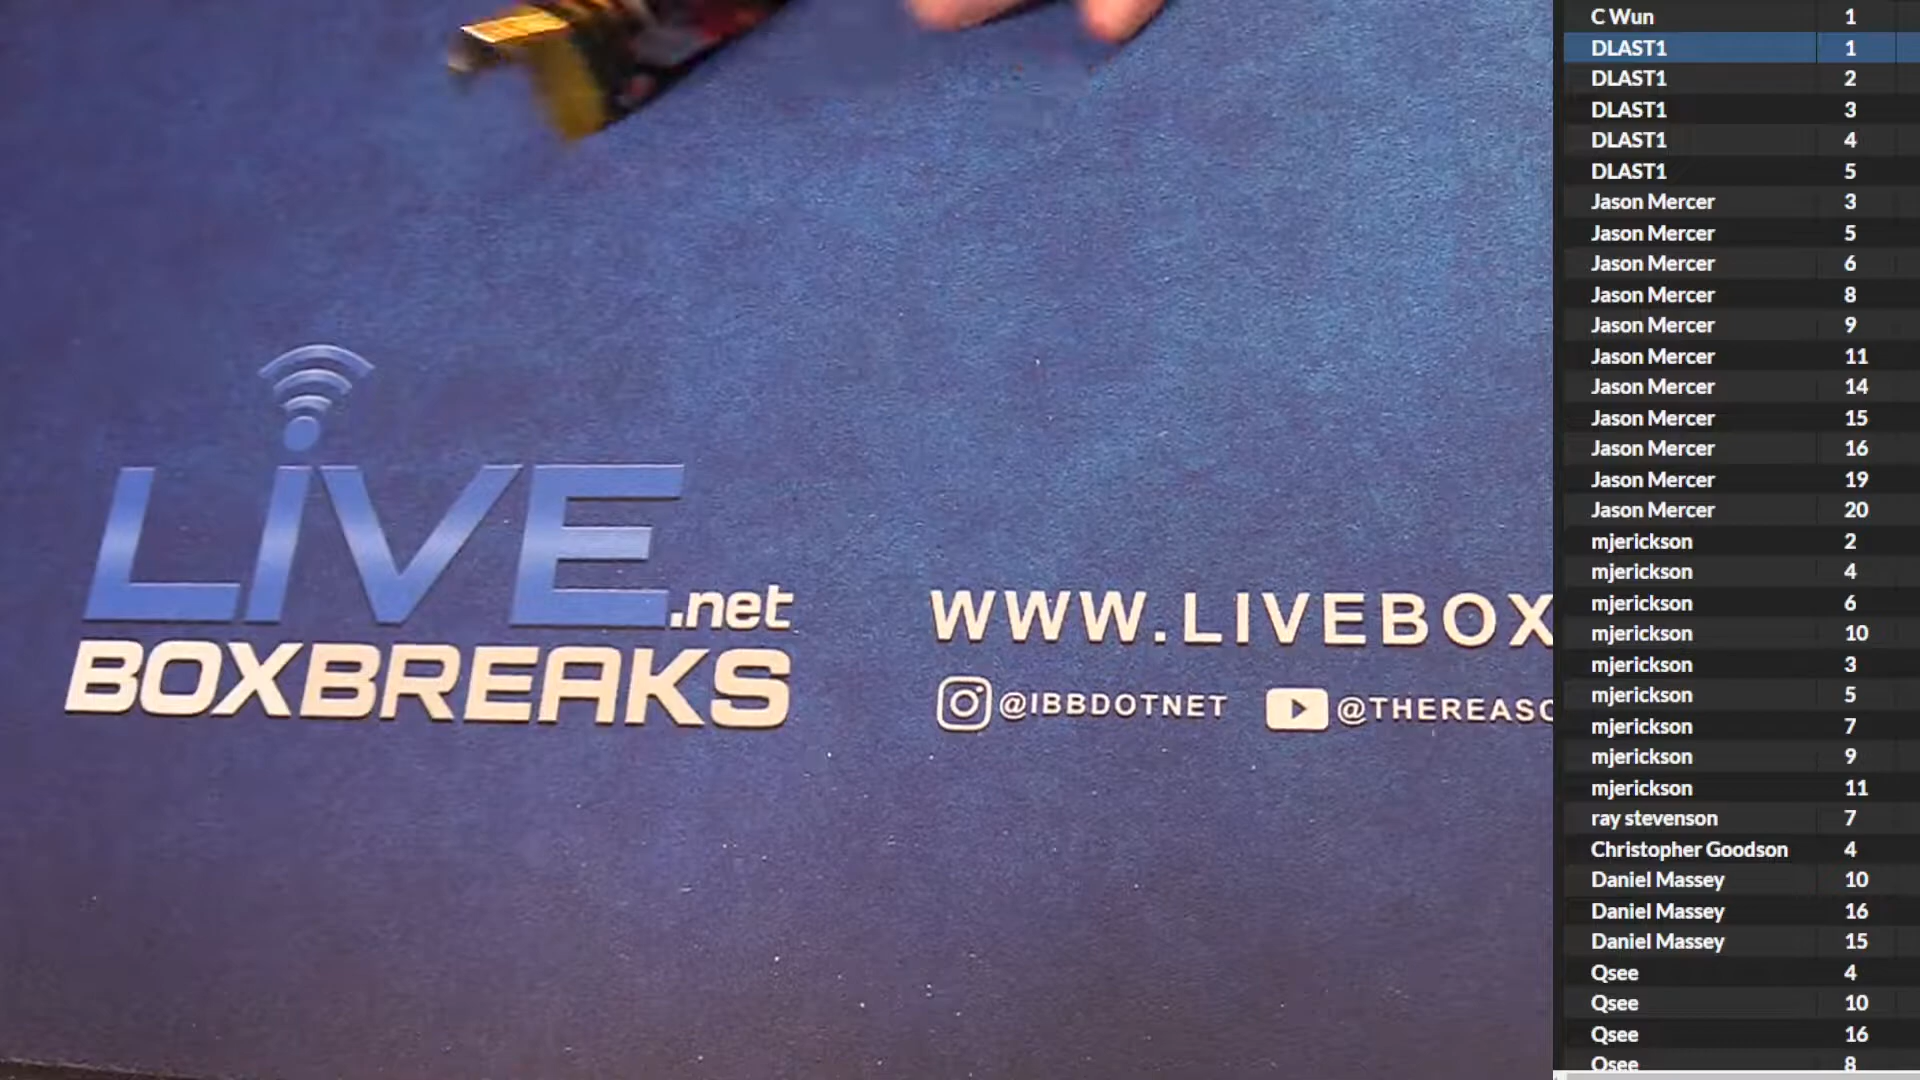 LIVE
.net
BOXBREAKS
WWW.LIVEBOX
@IBBDOTNET @THEREASO
C Wun 1
DLAST1 1
DLAST1 2
DLAST1 3
DLAST1 4
DLAST1 5
Jason Mercer 3
Jason Mercer 5
Jason Mercer 6
Jason Mercer 8
Jason Mercer 9
Jason Mercer 11
Jason Mercer 14
Jason Mercer 15
Jason Mercer 16
Jason Mercer 19
Jason Mercer 20
mjerickson 2
mjerickson 4
mjerickson 6
mjerickson 10
mjerickson 3
mjerickson 5
mjerickson 7
mjerickson 9
mjerickson 11
ray stevenson 7
Christopher Goodson 4
Daniel Massey 10
Daniel Massey 16
Daniel Massey 15
Qsee 4
Qsee 10
Qsee 16
Qsee 8